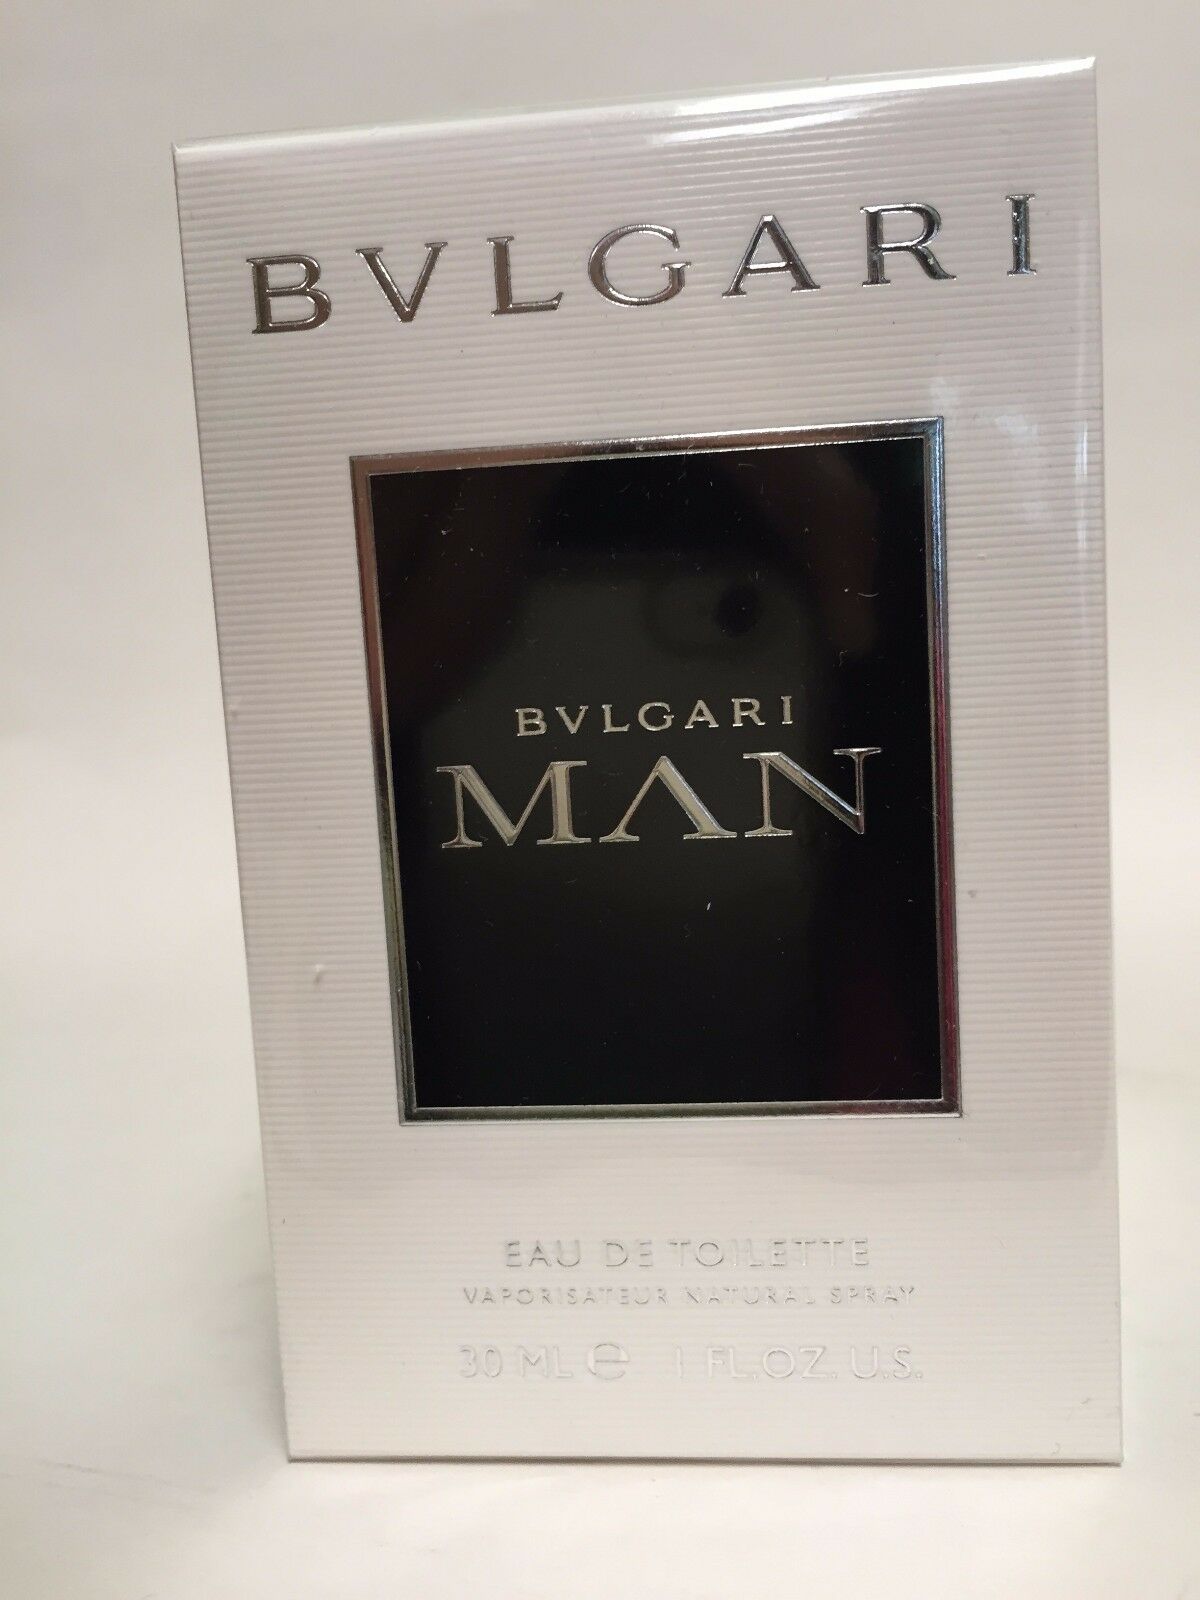 BVLGARI
BVLGARI
MAN
EAU DE TOILETTE
VAPORISATEUR NATURAL SPRAY
30 ML ℮ 1 FL.OZ. U.S.